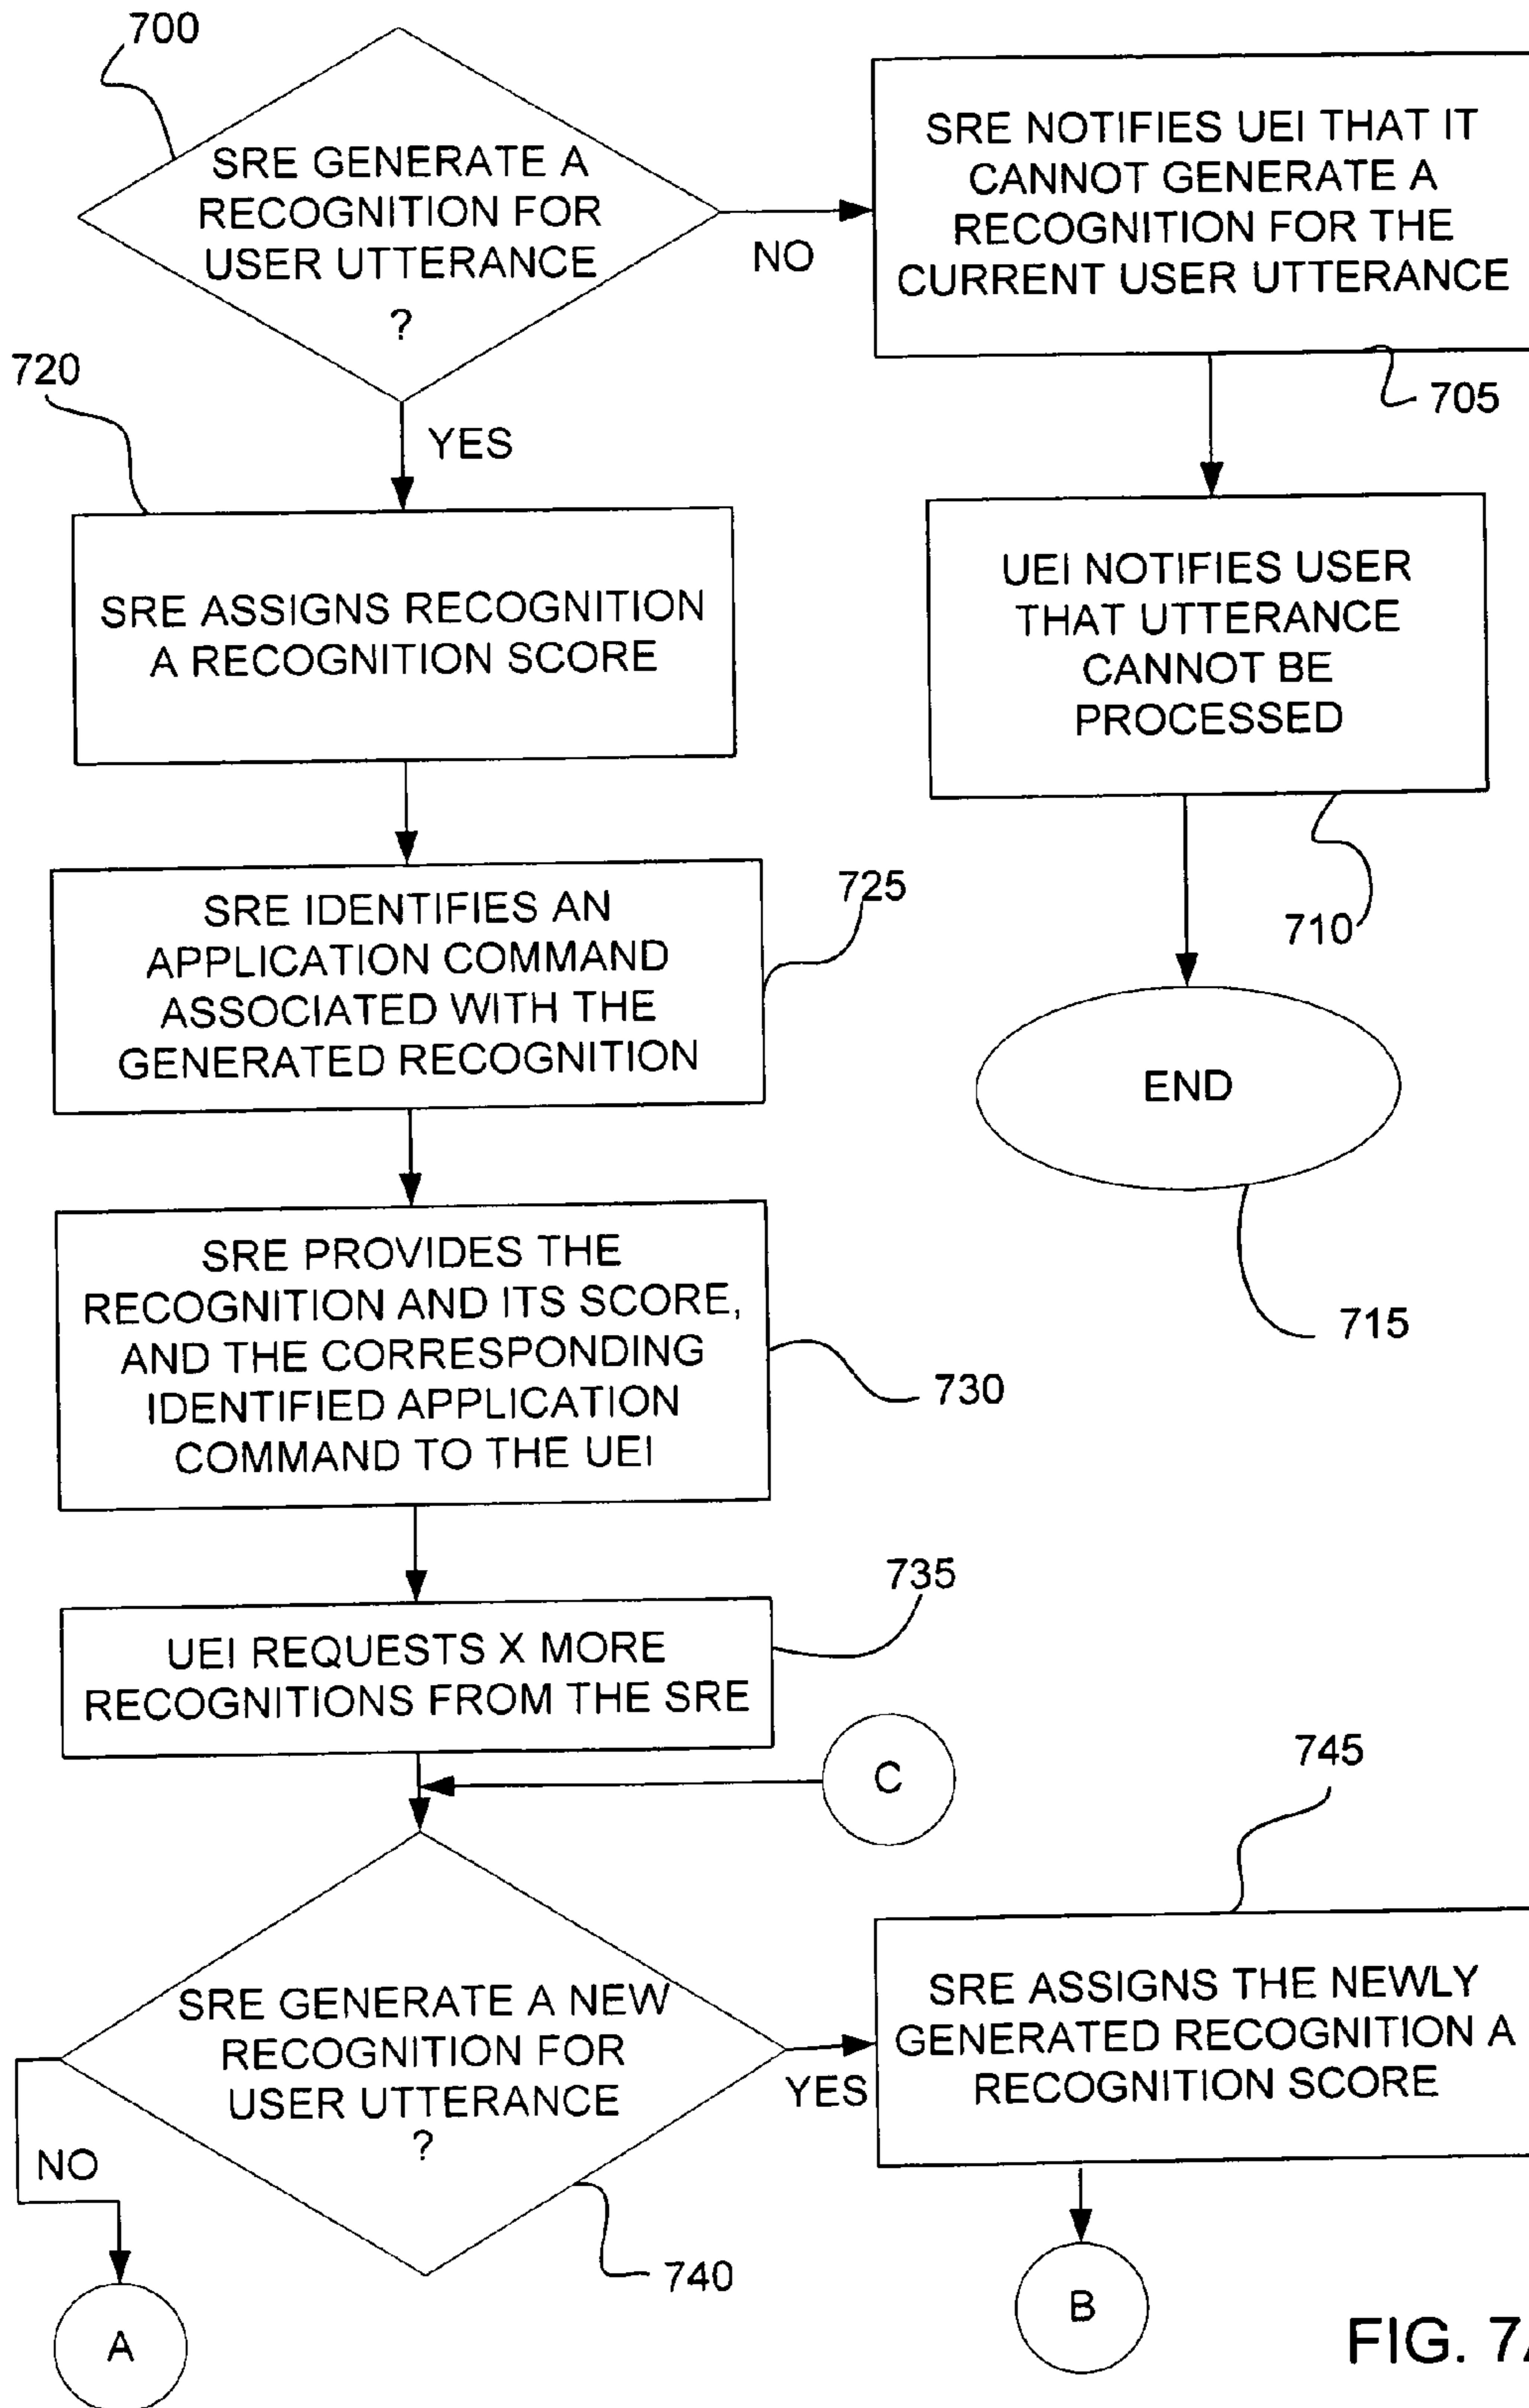 700
SRE GENERATE A
RECOGNITION FOR
USER UTTERANCE
?
NO
SRE NOTIFIES UEI THAT IT
CANNOT GENERATE A
RECOGNITION FOR THE
CURRENT USER UTTERANCE
705
720
YES
SRE ASSIGNS RECOGNITION
A RECOGNITION SCORE
UEI NOTIFIES USER
THAT UTTERANCE
CANNOT BE
PROCESSED
710
725
SRE IDENTIFIES AN
APPLICATION COMMAND
ASSOCIATED WITH THE
GENERATED RECOGNITION
END
715
SRE PROVIDES THE
RECOGNITION AND ITS SCORE,
AND THE CORRESPONDING
IDENTIFIED APPLICATION
COMMAND TO THE UEI
730
735
UEI REQUESTS X MORE
RECOGNITIONS FROM THE SRE
C
745
SRE GENERATE A NEW
RECOGNITION FOR
USER UTTERANCE
?
YES
SRE ASSIGNS THE NEWLY
GENERATED RECOGNITION A
RECOGNITION SCORE
NO
740
A
B
FIG. 7A